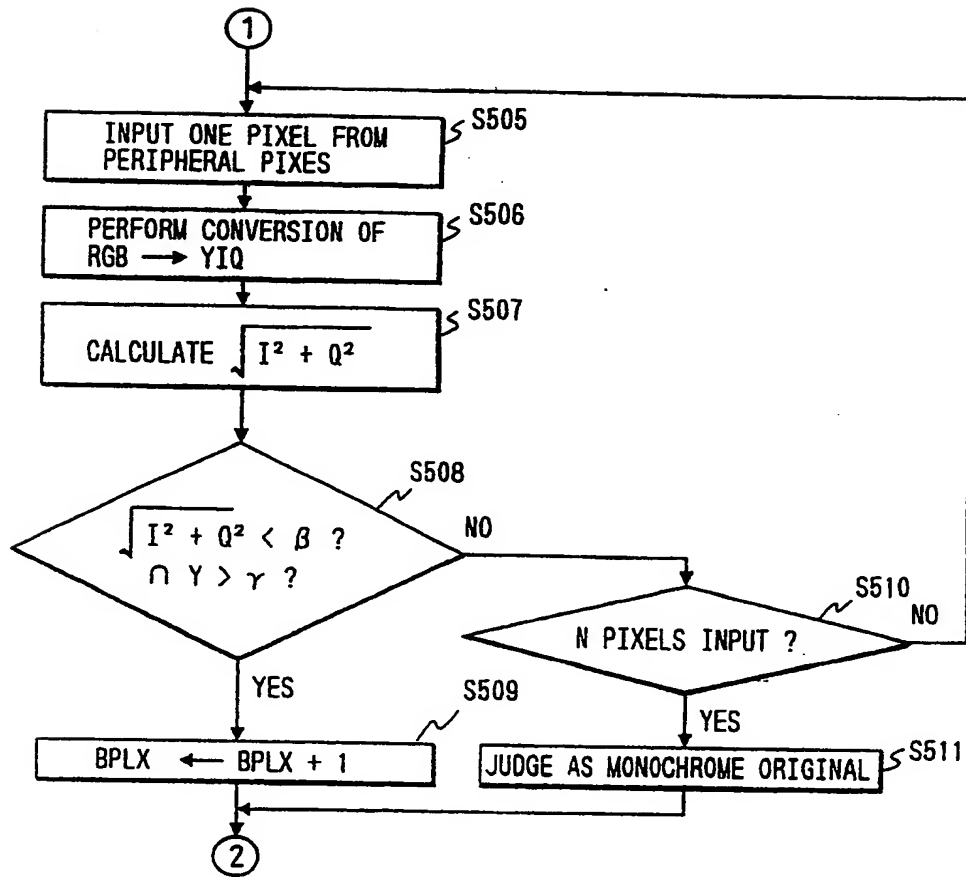 1
INPUT ONE PIXEL FROM
PERIPHERAL PIXES
S505
PERFORM CONVERSION OF
RGB → YIQ
S506
CALCULATE √I² + Q²
S507
√I² + Q² < β ?
∩ Y > γ ?
S508
NO
YES
N PIXELS INPUT ?
S510
NO
YES
BPLX ← BPLX + 1
S509
JUDGE AS MONOCHROME ORIGINAL
S511
2